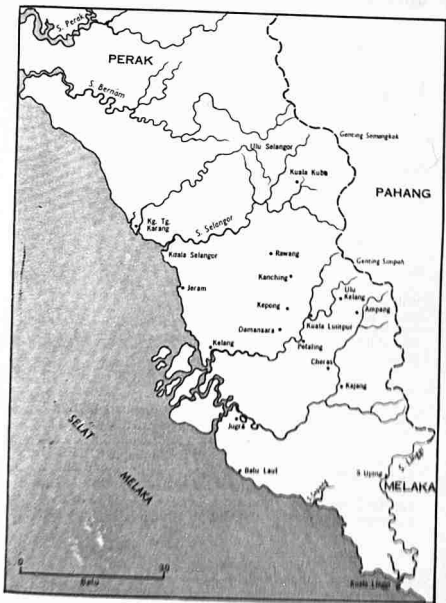 S. Perak
PERAK
S. Bernam
Genting Semangkok
Ulu Selangor
Kuala Kubu
PAHANG
Kg. Tg.
Karang
S. Selangor
Kuala Selangor
Rawang
Genting Simpah
Kanching
Ulu
Kelang
Jeram
Ampang
Kepong
Damansara
Kuala Lumpur
Petaling
Kelang
Cheras
Kajang
Jugra
SELAT
MELAKA
Batu Laut
S Ujong
S. Linggi
MELAKA
S. Sepang
0
30
Batu
Kuala Linggi